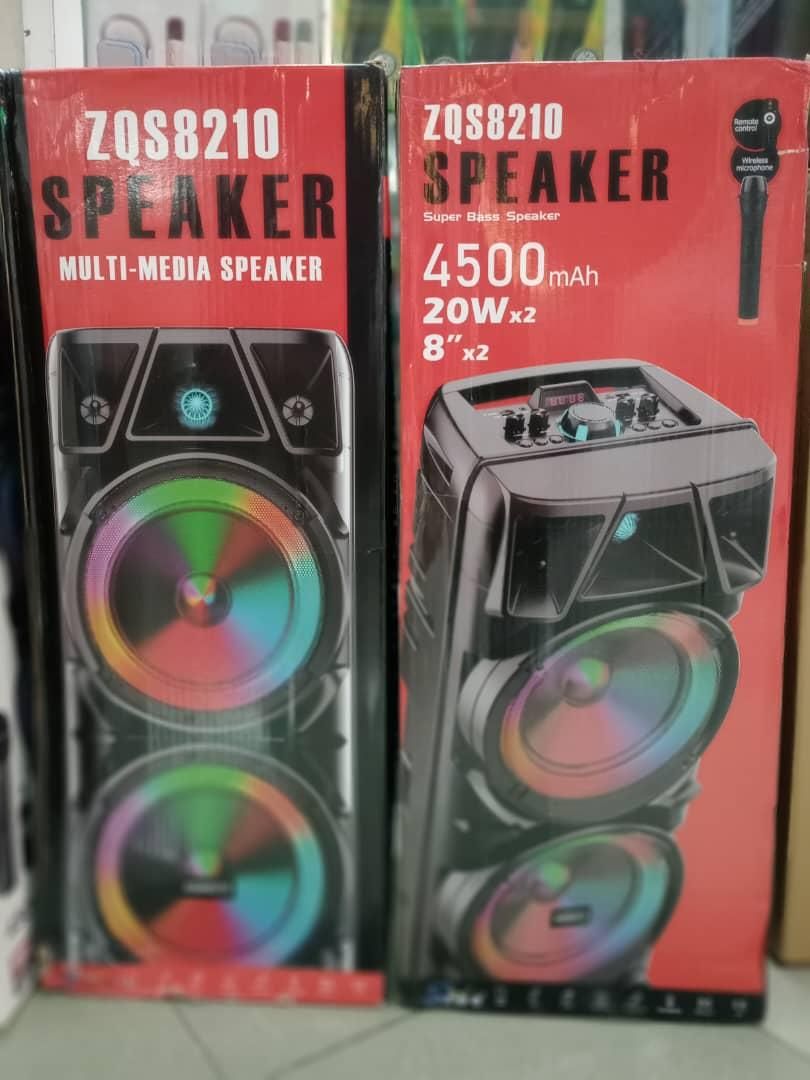 ZQS8210
SPEAKER
MULTI-MEDIA SPEAKER
ZQS8210
SPEAKER
Super Bass Speaker
4500mAh
20Wx2
8"x2
Remote
control
Wireless
microphone